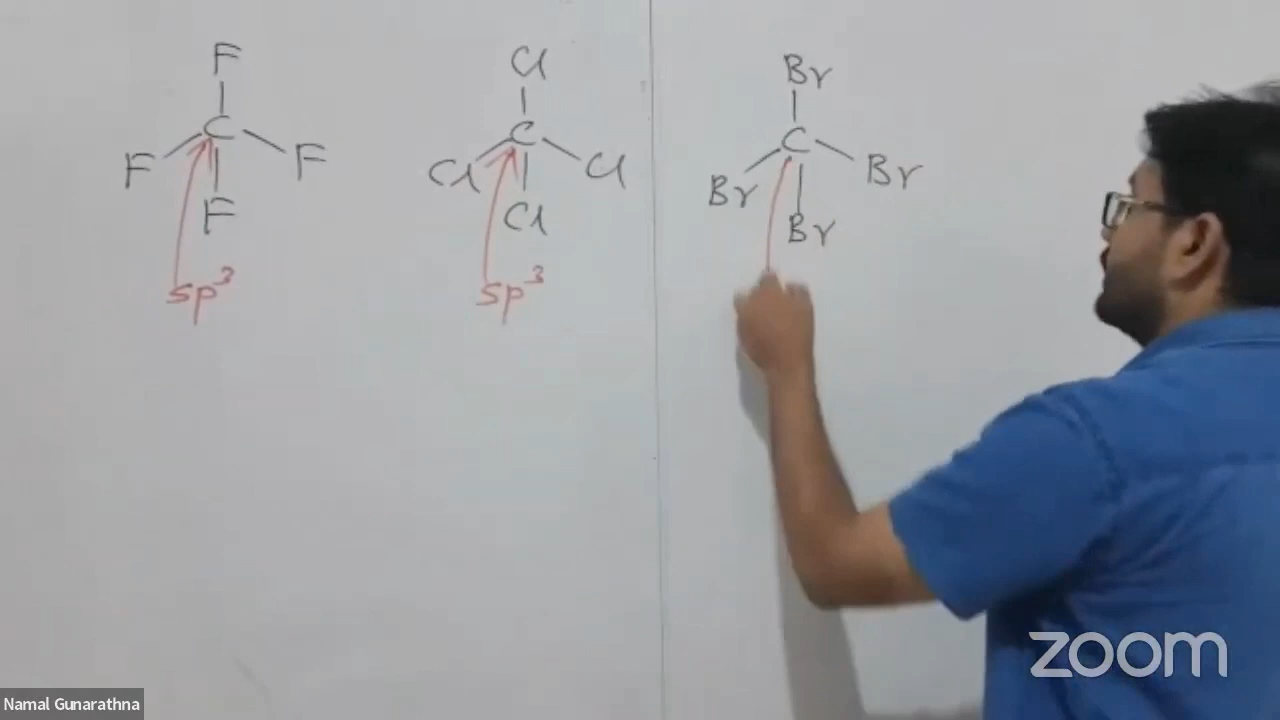 F
C
F F
F
sp³
Cl
C
Cl Cl
Cl
sp³
Br
C
Br Br
Br
zoom
Namal Gunarathna